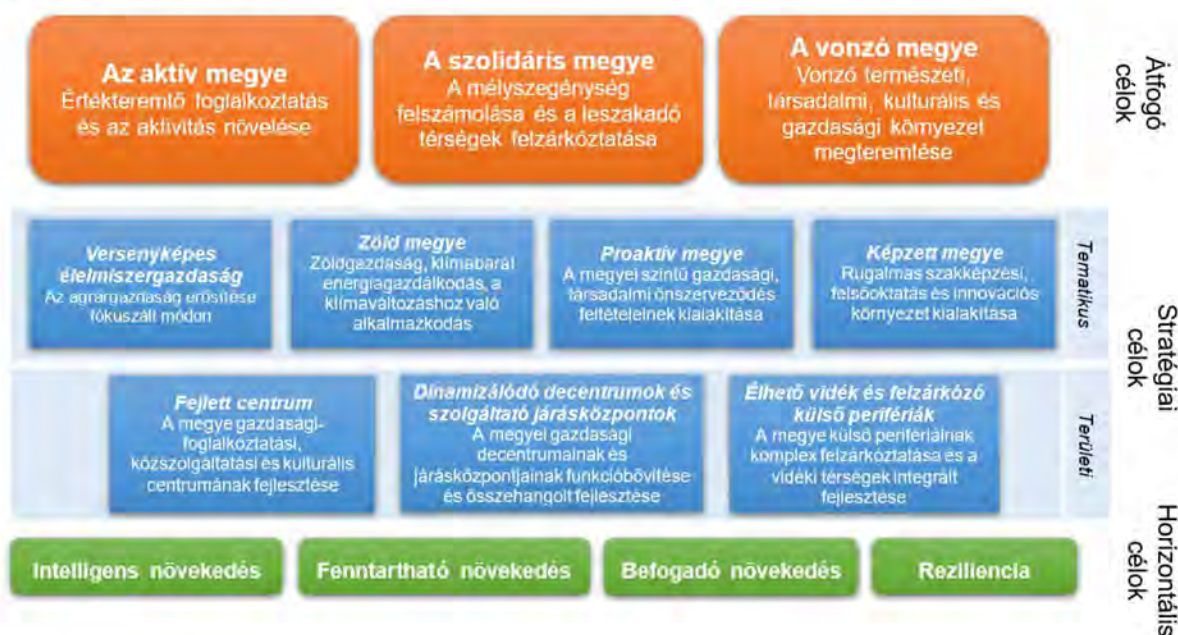 Az aktív megye
Értékteremtő foglalkoztatás
és az aktivitás növelése
A szolidáris megye
A mélyszegénység
felszámolása és a leszakadó
térségek felzárkóztatása
A vonzó megye
Vonzó természeti,
társadalmi, kulturális és
gazdasági környezet
megteremtése
Átfogó
célok
Versenyképes
élelmiszergazdaság
Az agrárgazdaság erősítése
fókuszált módon
Zöld megye
Zöldgazdaság, klímabarát
energiagazdálkodás, a
klímaváltozáshoz való
alkalmazkodás
Proaktív megye
A megyei szintű gazdasági,
társadalmi önszerveződés
feltételeinek kialakítása
Képzett megye
Rugalmas szakképzési,
felsőoktatás és innovációs
környezet kialakítása
Tematikus
Stratégiai
célok
Fejlett centrum
A megye gazdasági-
foglalkoztatási,
közszolgáltatási és kulturális
centrumának fejlesztése
Dinamizálódó decentrumok és
szolgáltató járásközpontok
A megyei gazdasági
decentrumainak és
járásközpontjainak funkcióbővítése
és összehangolt fejlesztése
Élhető vidék és felzárkózó
külső perifériák
A megye külső perifériáinak
komplex felzárkóztatása és a
vidéki térségek integrált
fejlesztése
Területi
Intelligens növekedés
Fenntartható növekedés
Befogadó növekedés
Reziliencia
Horizontális
célok